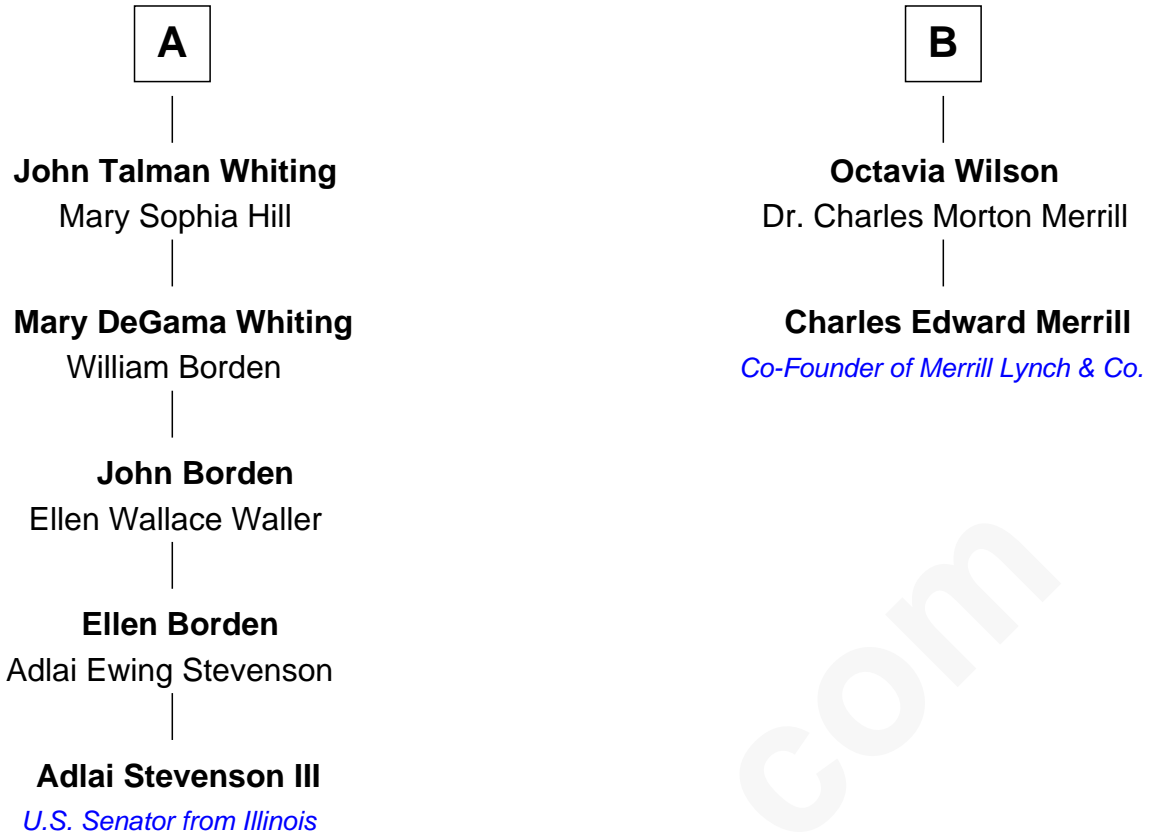 A
John Talman Whiting
Mary Sophia Hill
Mary DeGama Whiting
William Borden
John Borden
Ellen Wallace Waller
Ellen Borden
Adlai Ewing Stevenson
Adlai Stevenson III
U.S. Senator from Illinois
B
Octavia Wilson
Dr. Charles Morton Merrill
Charles Edward Merrill
Co-Founder of Merrill Lynch & Co.
com